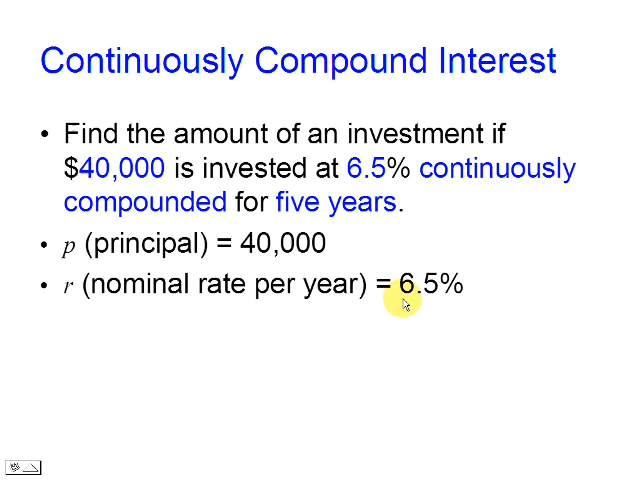 Continuously Compound Interest
• Find the amount of an investment if
$40,000 is invested at 6.5% continuously
compounded for five years.
• p (principal) = 40,000
• r (nominal rate per year) = 6.5%